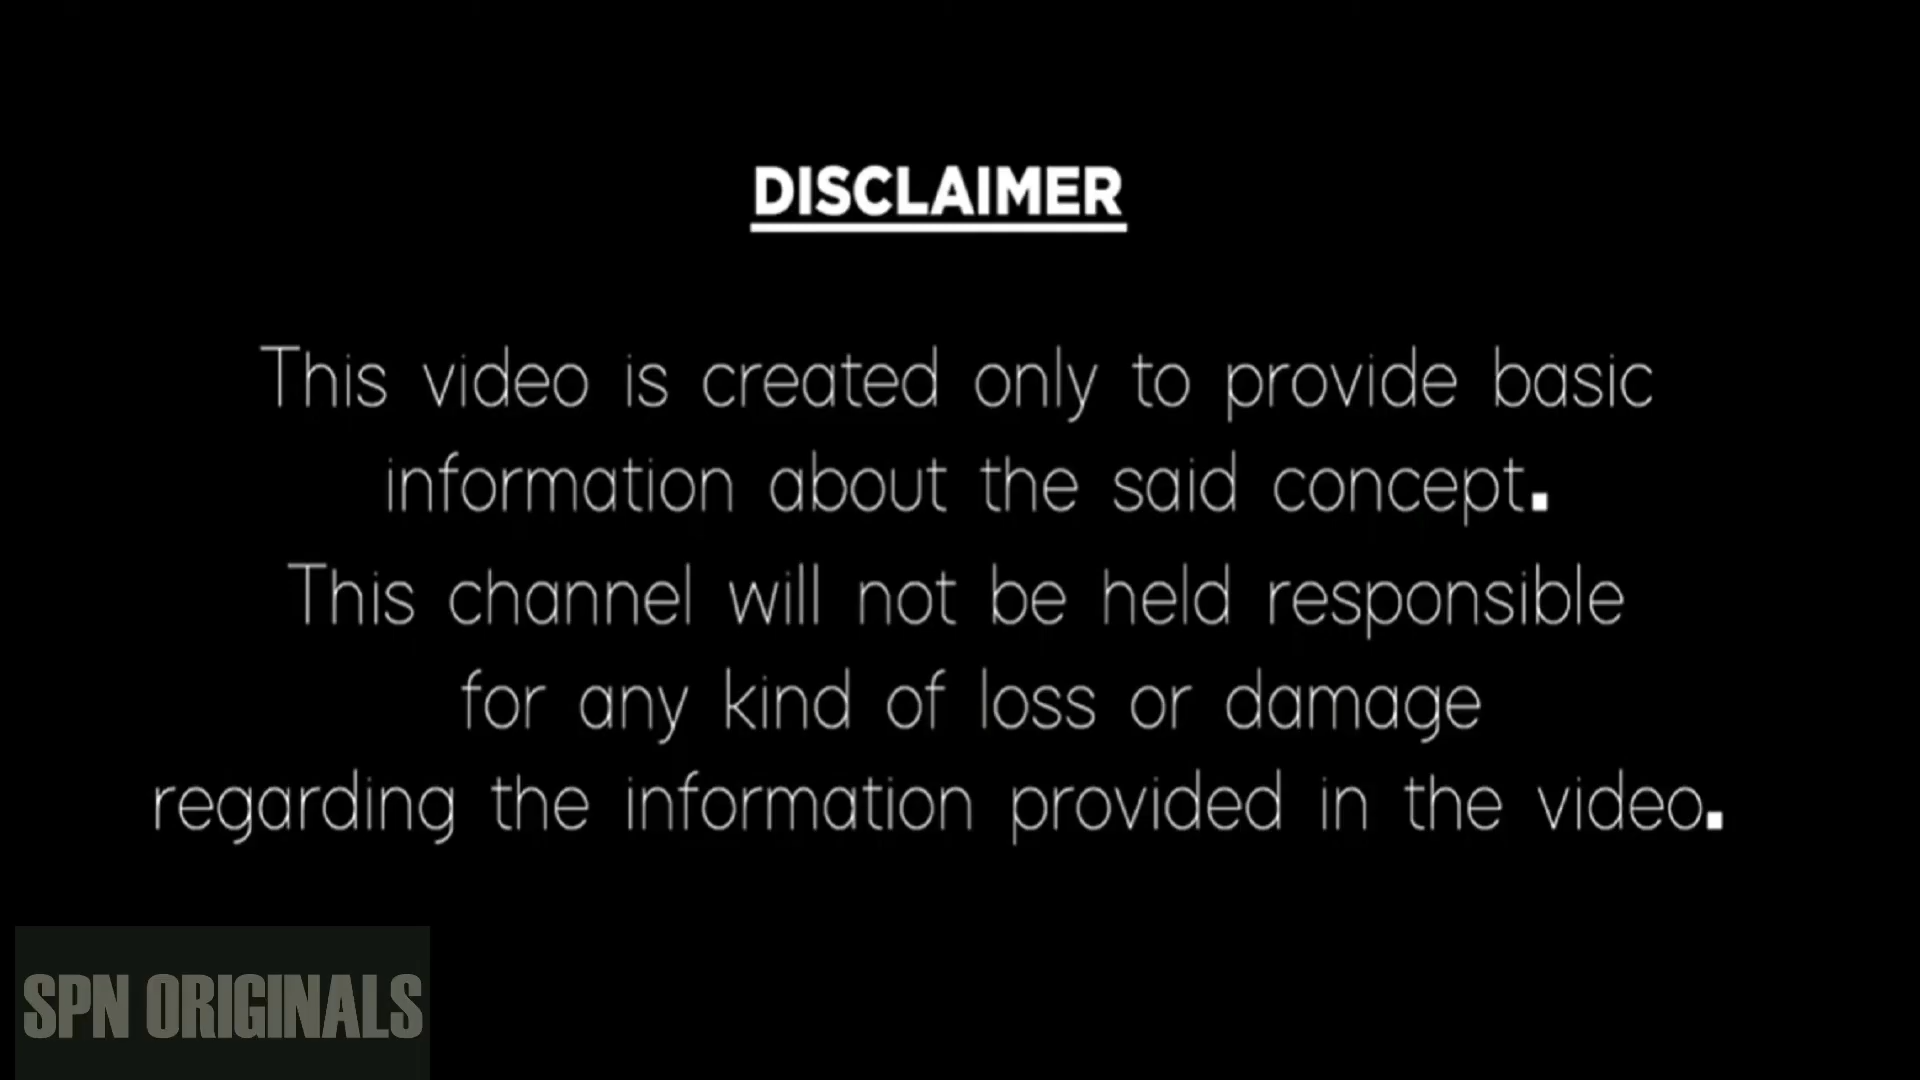 DISCLAIMER
This video is created only to provide basic
information about the said concept.
This channel will not be held responsible
for any kind of loss or damage
regarding the information provided in the video.
SPN ORIGINALS